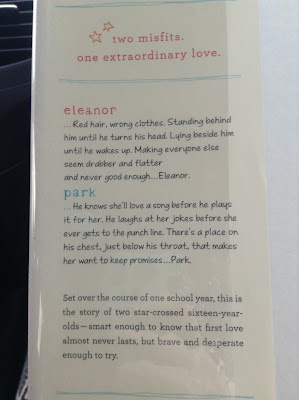 two misfits.
one extraordinary love.
eleanor
...Red hair, wrong clothes. Standing behind
him until he turns his head. Lying beside him
until he wakes up. Making everyone else
seem drabber and flatter
and never good enough...Eleanor.
park
...He knows she'll love a song before he plays
it for her. He laughs at her jokes before she
ever gets to the punch line. There's a place on
his chest, just below his throat, that makes
her want to keep promises...Park.
Set over the course of one school year, this is
the story of two star-crossed sixteen-year-
olds—smart enough to know that first love
almost never lasts, but brave and desperate
enough to try.